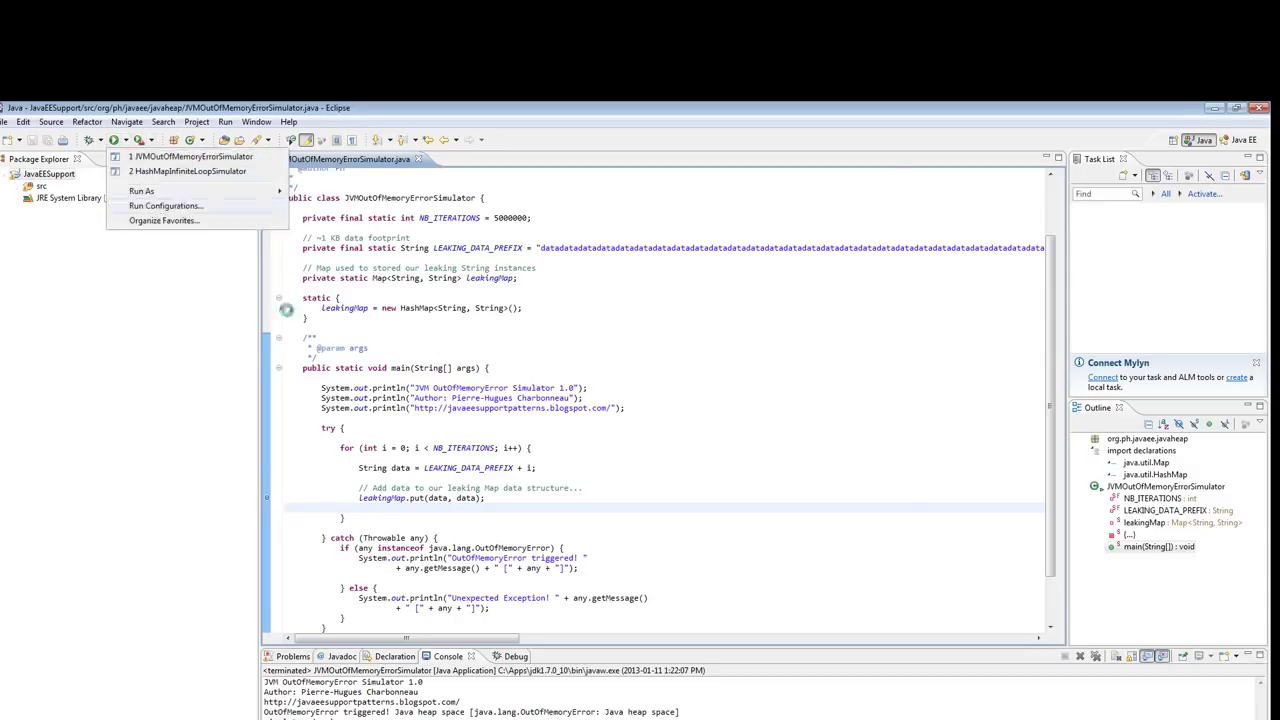 Java - JavaEESupport/src/org/ph/javaee/javaheap/JVMOutOfMemoryErrorSimulator.java - Eclipse
File Edit Source Refactor Navigate Search Project Run Window Help
Java Java EE
Package Explorer
JavaEESupport
src
JRE System Library [
1 JVMOutOfMemoryErrorSimulator
2 HashMapInfiniteLoopSimulator
Run As
Run Configurations...
Organize Favorites...
MOutOfMemoryErrorSimulator.java
*/
public class JVMOutOfMemoryErrorSimulator {
private final static int NB_ITERATIONS = 5000000;
// ~1 KB data footprint
private final static String LEAKING_DATA_PREFIX = "datadatadatadatadatadatadatadatadatadatadatadatadatadatadatadatadatadatadatadatadatadatadatadatadatadatadata
// Map used to stored our leaking String instances
private static Map<String, String> leakingMap;
static {
leakingMap = new HashMap<String, String>();
}
/**
* @param args
*/
public static void main(String[] args) {
System.out.println("JVM OutOfMemoryError Simulator 1.0");
System.out.println("Author: Pierre-Hugues Charbonneau");
System.out.println("http://javaeesupportpatterns.blogspot.com/");
try {
for (int i = 0; i < NB_ITERATIONS; i++) {
String data = LEAKING_DATA_PREFIX + i;
// Add data to our leaking Map data structure...
leakingMap.put(data, data);
}
} catch (Throwable any) {
if (any instanceof java.lang.OutOfMemoryError) {
System.out.println("OutOfMemoryError triggered! "
+ any.getMessage() + " [" + any + "]");
} else {
System.out.println("Unexpected Exception! " + any.getMessage()
+ " [" + any + "]");
}
}
Task List
Find All Activate...
Connect Mylyn
Connect to your task and ALM tools or create a
local task.
Outline
org.ph.javaee.javaheap
import declarations
java.util.Map
java.util.HashMap
JVMOutOfMemoryErrorSimulator
NB_ITERATIONS : int
LEAKING_DATA_PREFIX : String
leakingMap : Map<String, String>
{...}
main(String[]) : void
Problems Javadoc Declaration Console Debug
<terminated> JVMOutOfMemoryErrorSimulator [Java Application] C:\Apps\jdk1.7.0_10\bin\javaw.exe (2013-01-11 1:22:07 PM)
JVM OutOfMemoryError Simulator 1.0
Author: Pierre-Hugues Charbonneau
http://javaeesupportpatterns.blogspot.com/
OutOfMemoryError triggered! Java heap space [java.lang.OutOfMemoryError: Java heap space]